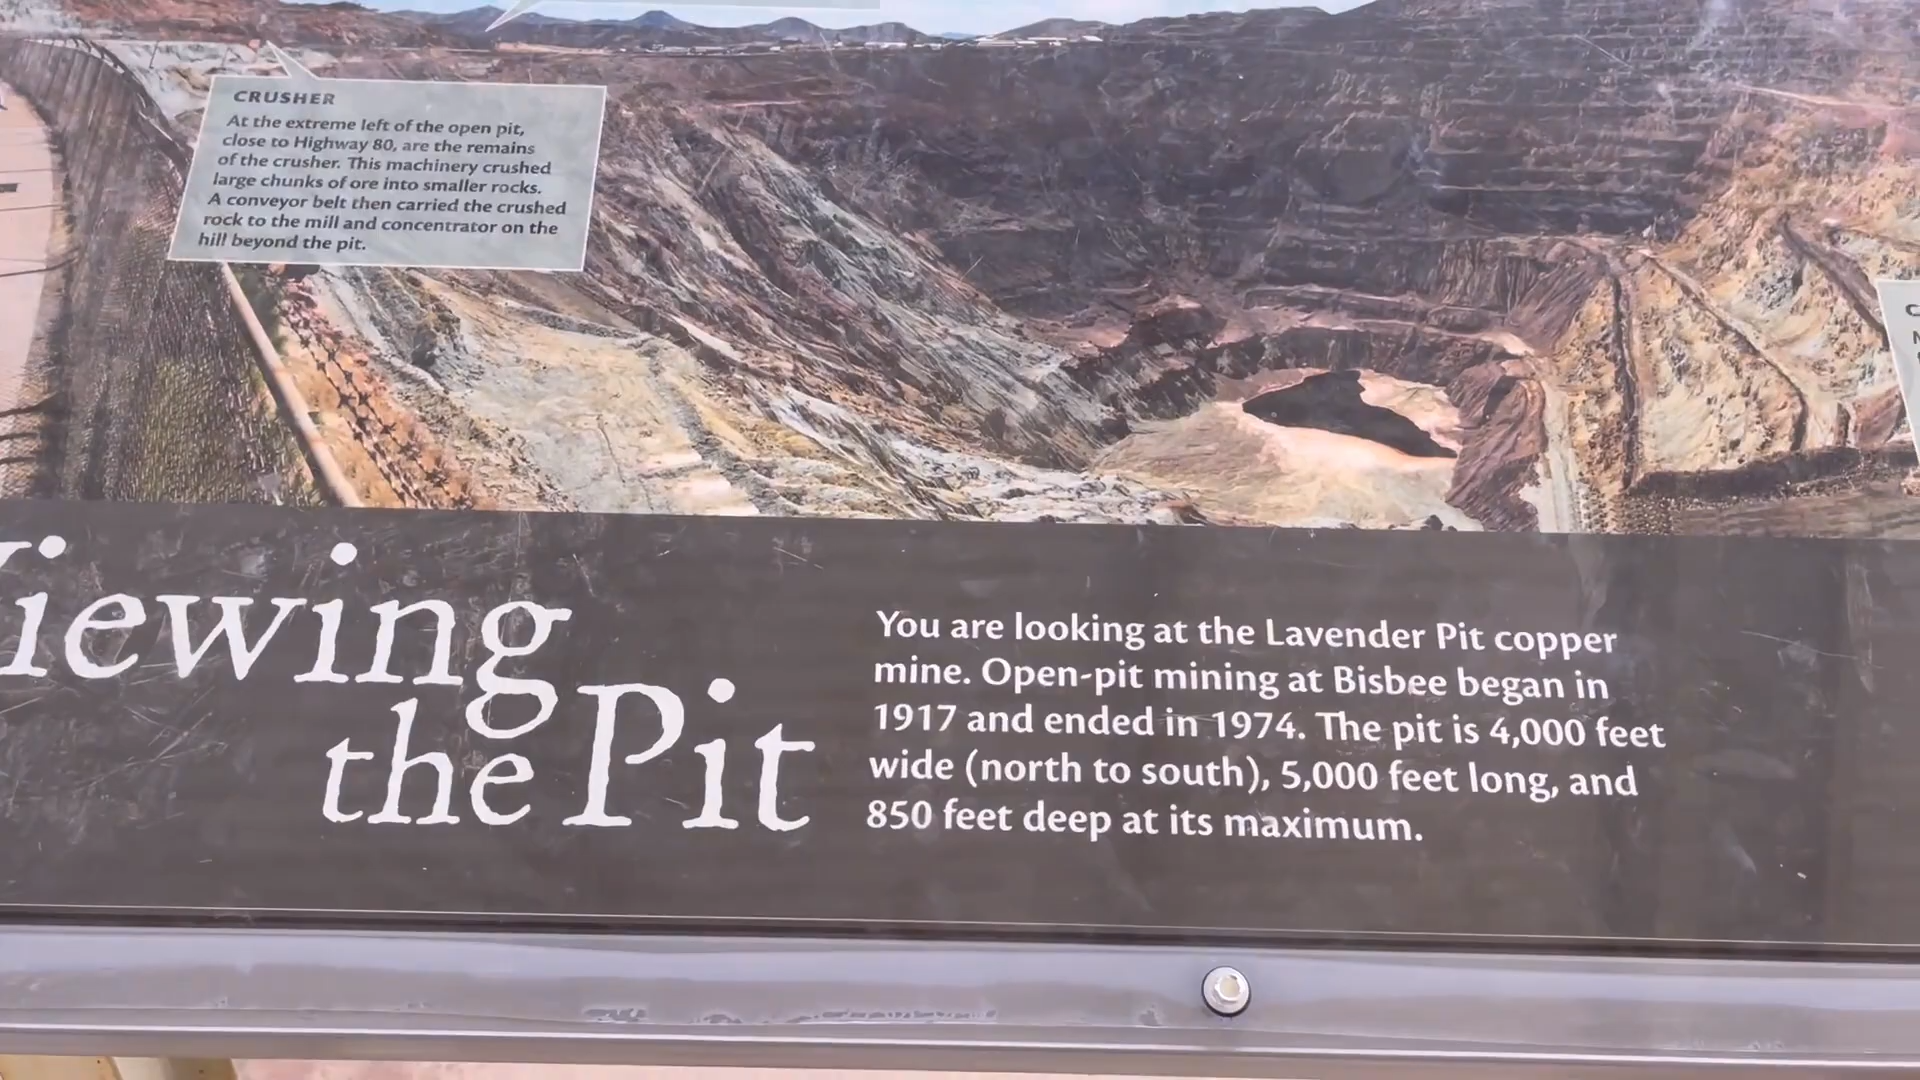 CRUSHER
At the extreme left of the open pit,
close to Highway 80, are the remains
of the crusher. This machinery crushed
large chunks of ore into smaller rocks.
A conveyor belt then carried the crushed
rock to the mill and concentrator on the
hill beyond the pit.
Viewing
the Pit
You are looking at the Lavender Pit copper
mine. Open-pit mining at Bisbee began in
1917 and ended in 1974. The pit is 4,000 feet
wide (north to south), 5,000 feet long, and
850 feet deep at its maximum.